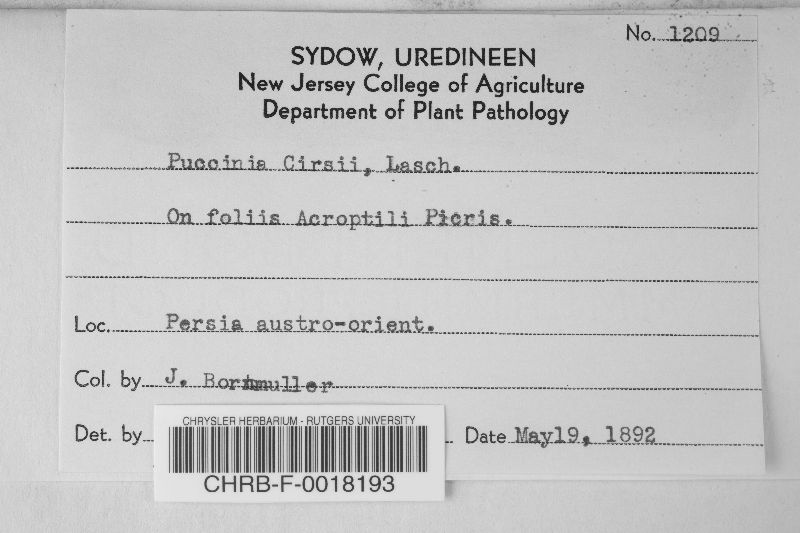 No. 1209
SYDOW, UREDINEEN
New Jersey College of Agriculture
Department of Plant Pathology
Puccinia Cirsii, Lasch.
On foliis Acroptili Picris.
Loc. Persia austro-orient.
Col. by J. Bornmuller
Det. by
Date May19, 1892
CHRYSLER HERBARIUM - RUTGERS UNIVERSITY
CHRB-F-0018193